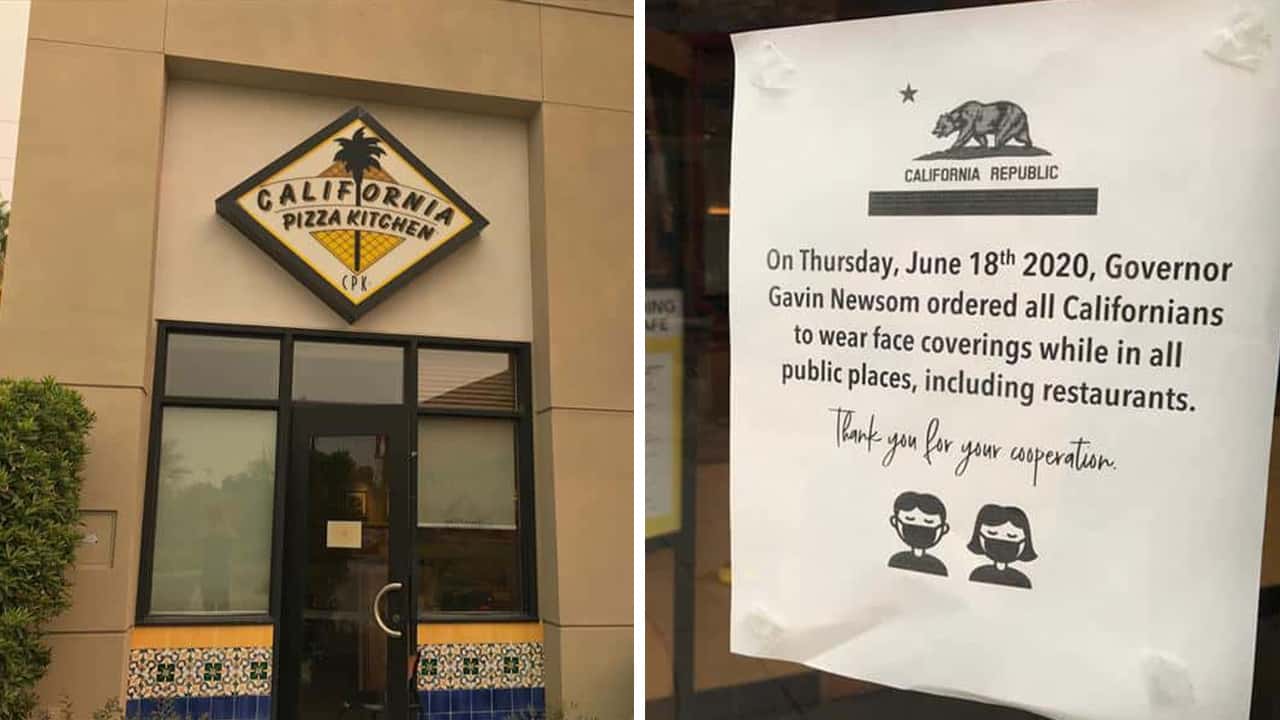 CALIFORNIA
PIZZA KITCHEN
CPK
CALIFORNIA REPUBLIC
On Thursday, June 18th 2020, Governor
Gavin Newsom ordered all Californians
to wear face coverings while in all
public places, including restaurants.
Thank you for your cooperation.